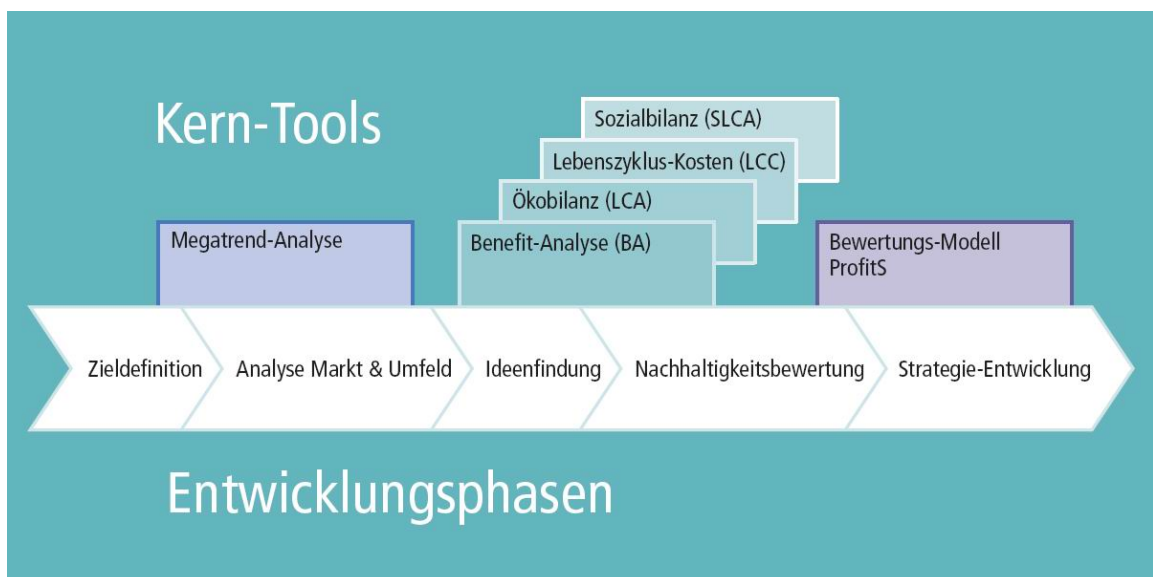 Kern-Tools
Sozialbilanz (SLCA)
Lebenszyklus-Kosten (LCC)
Ökobilanz (LCA)
Megatrend-Analyse
Benefit-Analyse (BA)
Bewertungs-Modell
ProfitS
Zieldefinition
Analyse Markt & Umfeld
Ideenfindung
Nachhaltigkeitsbewertung
Strategie-Entwicklung
Entwicklungsphasen